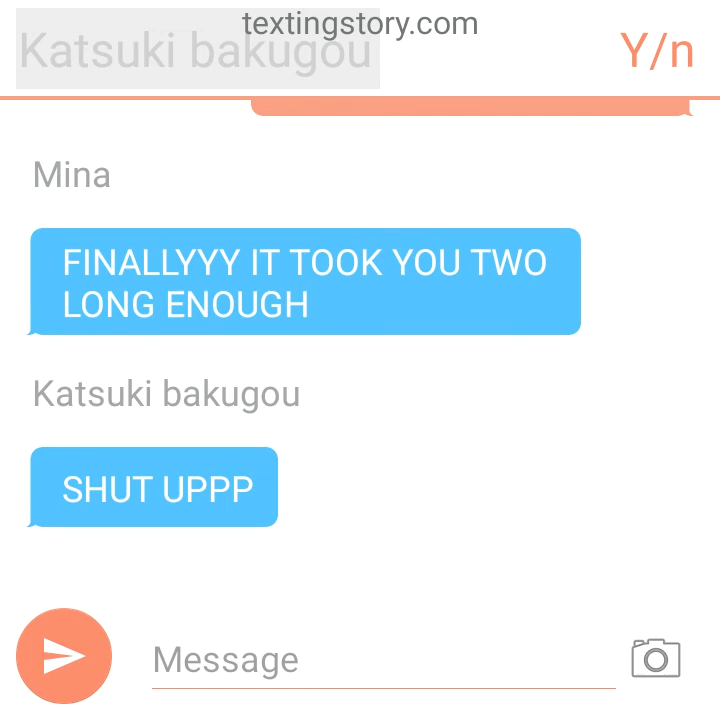 textingstory.com
Katsuki bakugou
Y/n
Mina
FINALLYYY IT TOOK YOU TWO
LONG ENOUGH
Katsuki bakugou
SHUT UPPP
Message